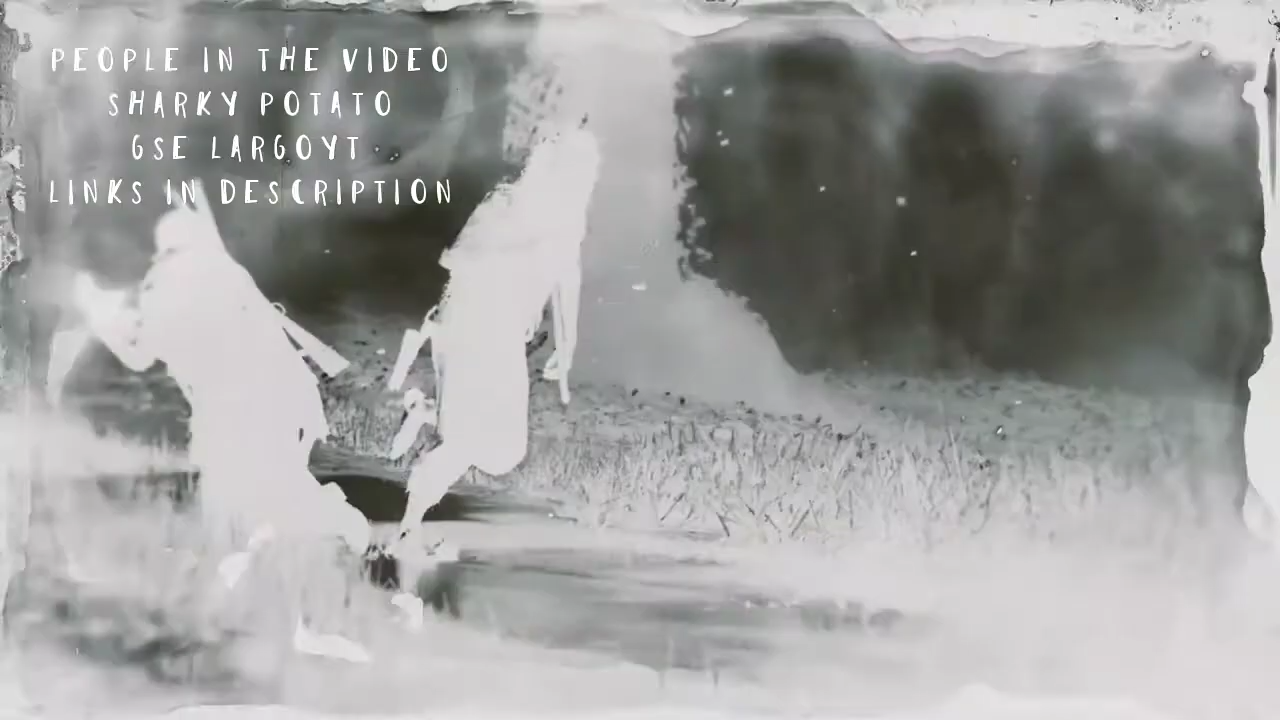 PEOPLE IN THE VIDEO
SHARKY POTATO
GSE LARGOYT
LINKS IN DESCRIPTION